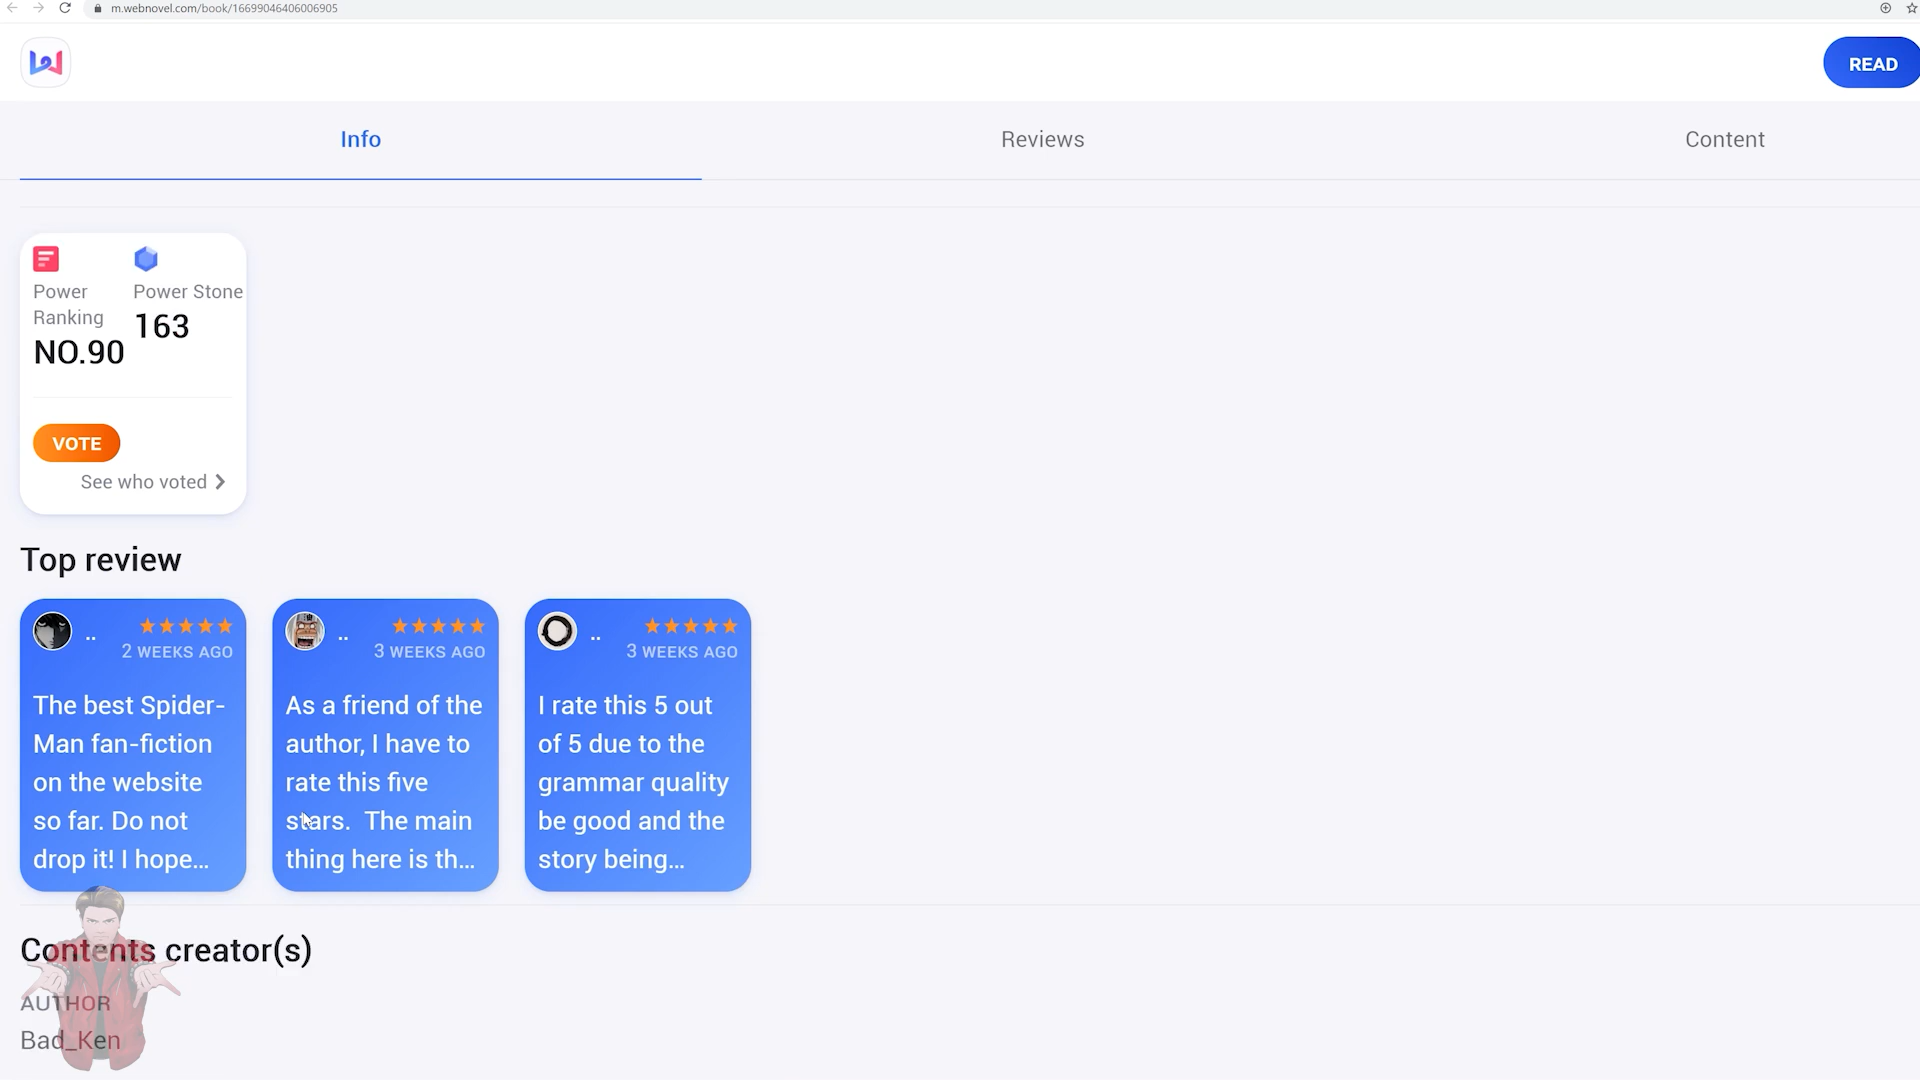 m.webnovel.com/book/16699046406006905
READ
Info
Reviews
Content
Power Ranking
NO.90
Power Stone
163
VOTE
See who voted
Top review
..
2 WEEKS AGO
The best Spider-
Man fan-fiction
on the website
so far. Do not
drop it! I hope...
..
3 WEEKS AGO
As a friend of the
author, I have to
rate this five
stars. The main
thing here is th...
..
3 WEEKS AGO
I rate this 5 out
of 5 due to the
grammar quality
be good and the
story being...
Contents creator(s)
AUTHOR
Bad_Ken